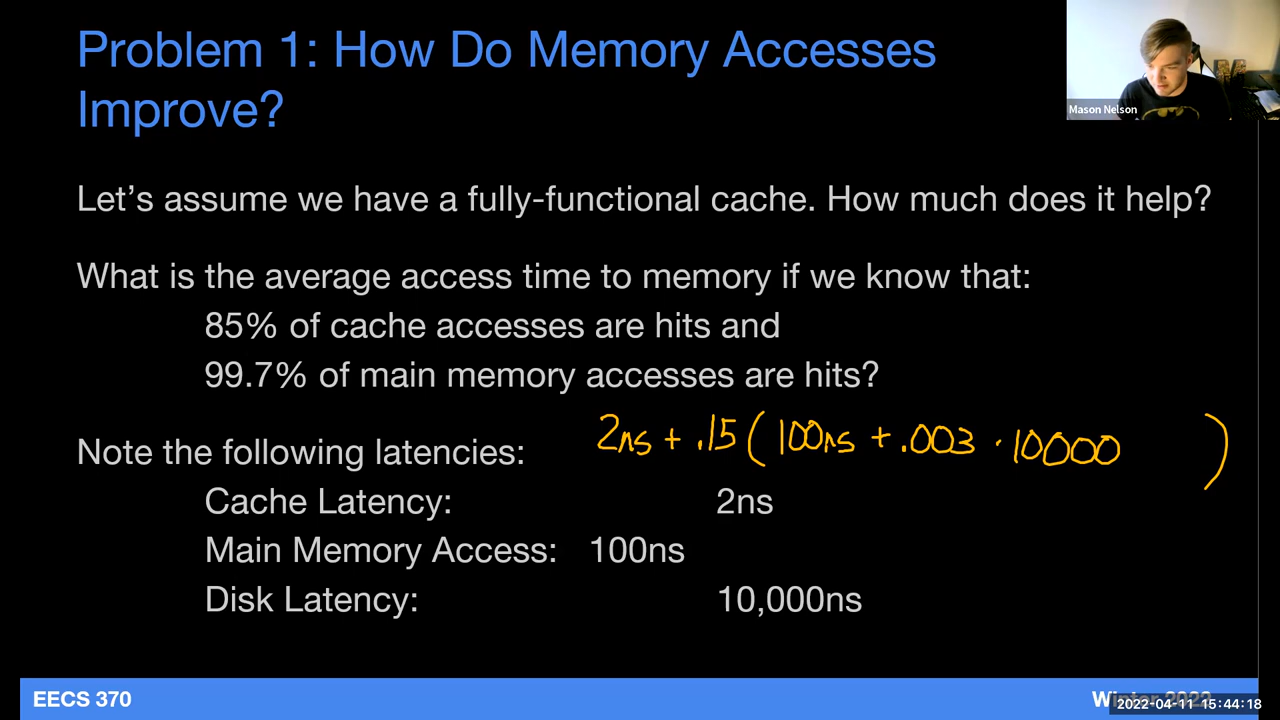 Problem 1: How Do Memory Accesses
Improve?
Mason Nelson
Let's assume we have a fully-functional cache. How much does it help?
What is the average access time to memory if we know that:
85% of cache accesses are hits and
99.7% of main memory accesses are hits?
2ns + .15 ( 100ns + .003 · 10000 )
Note the following latencies:
Cache Latency: 2ns
Main Memory Access: 100ns
Disk Latency: 10,000ns
EECS 370
Winter 2022
2022-04-11 15:44:18